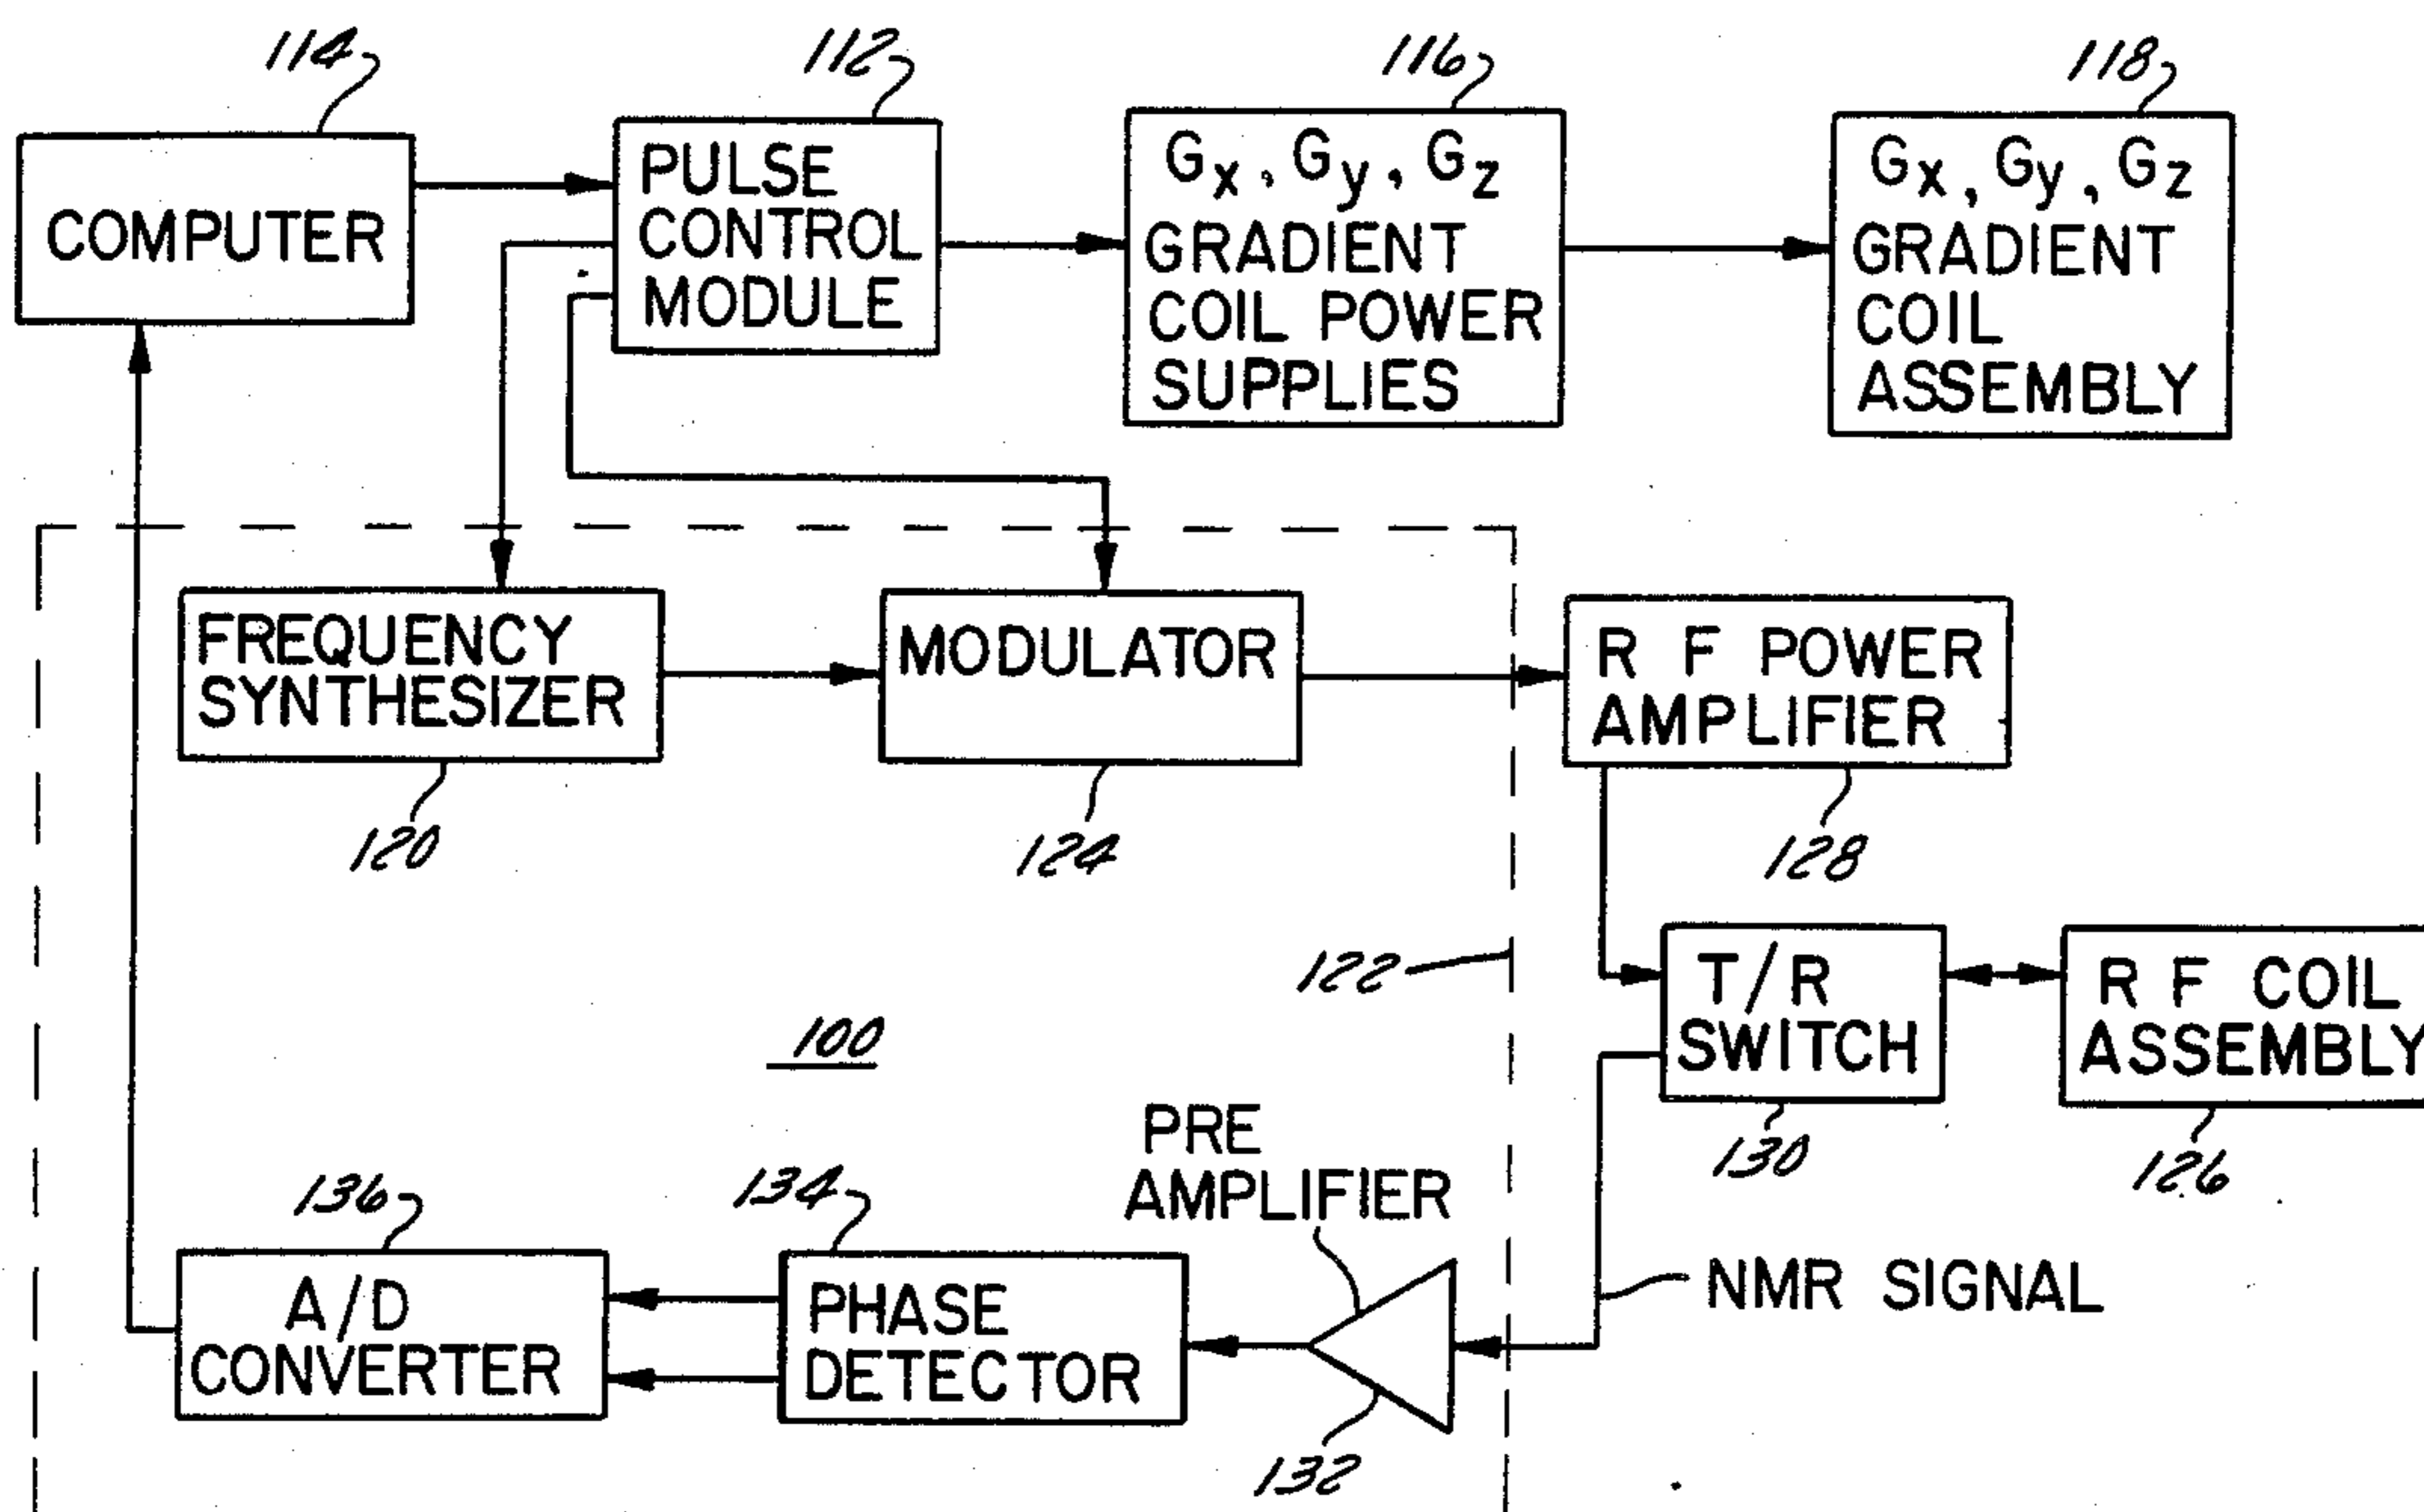 114
112
116
118
COMPUTER
PULSE
CONTROL
MODULE
Gx, Gy, Gz
GRADIENT
COIL POWER
SUPPLIES
Gx, Gy, Gz
GRADIENT
COIL
ASSEMBLY
FREQUENCY
SYNTHESIZER
MODULATOR
R F POWER
AMPLIFIER
120
124
128
122
T/R
SWITCH
R F COIL
ASSEMBLY
100
130
126
PRE
AMPLIFIER
136
134
A/D
CONVERTER
PHASE
DETECTOR
NMR SIGNAL
132